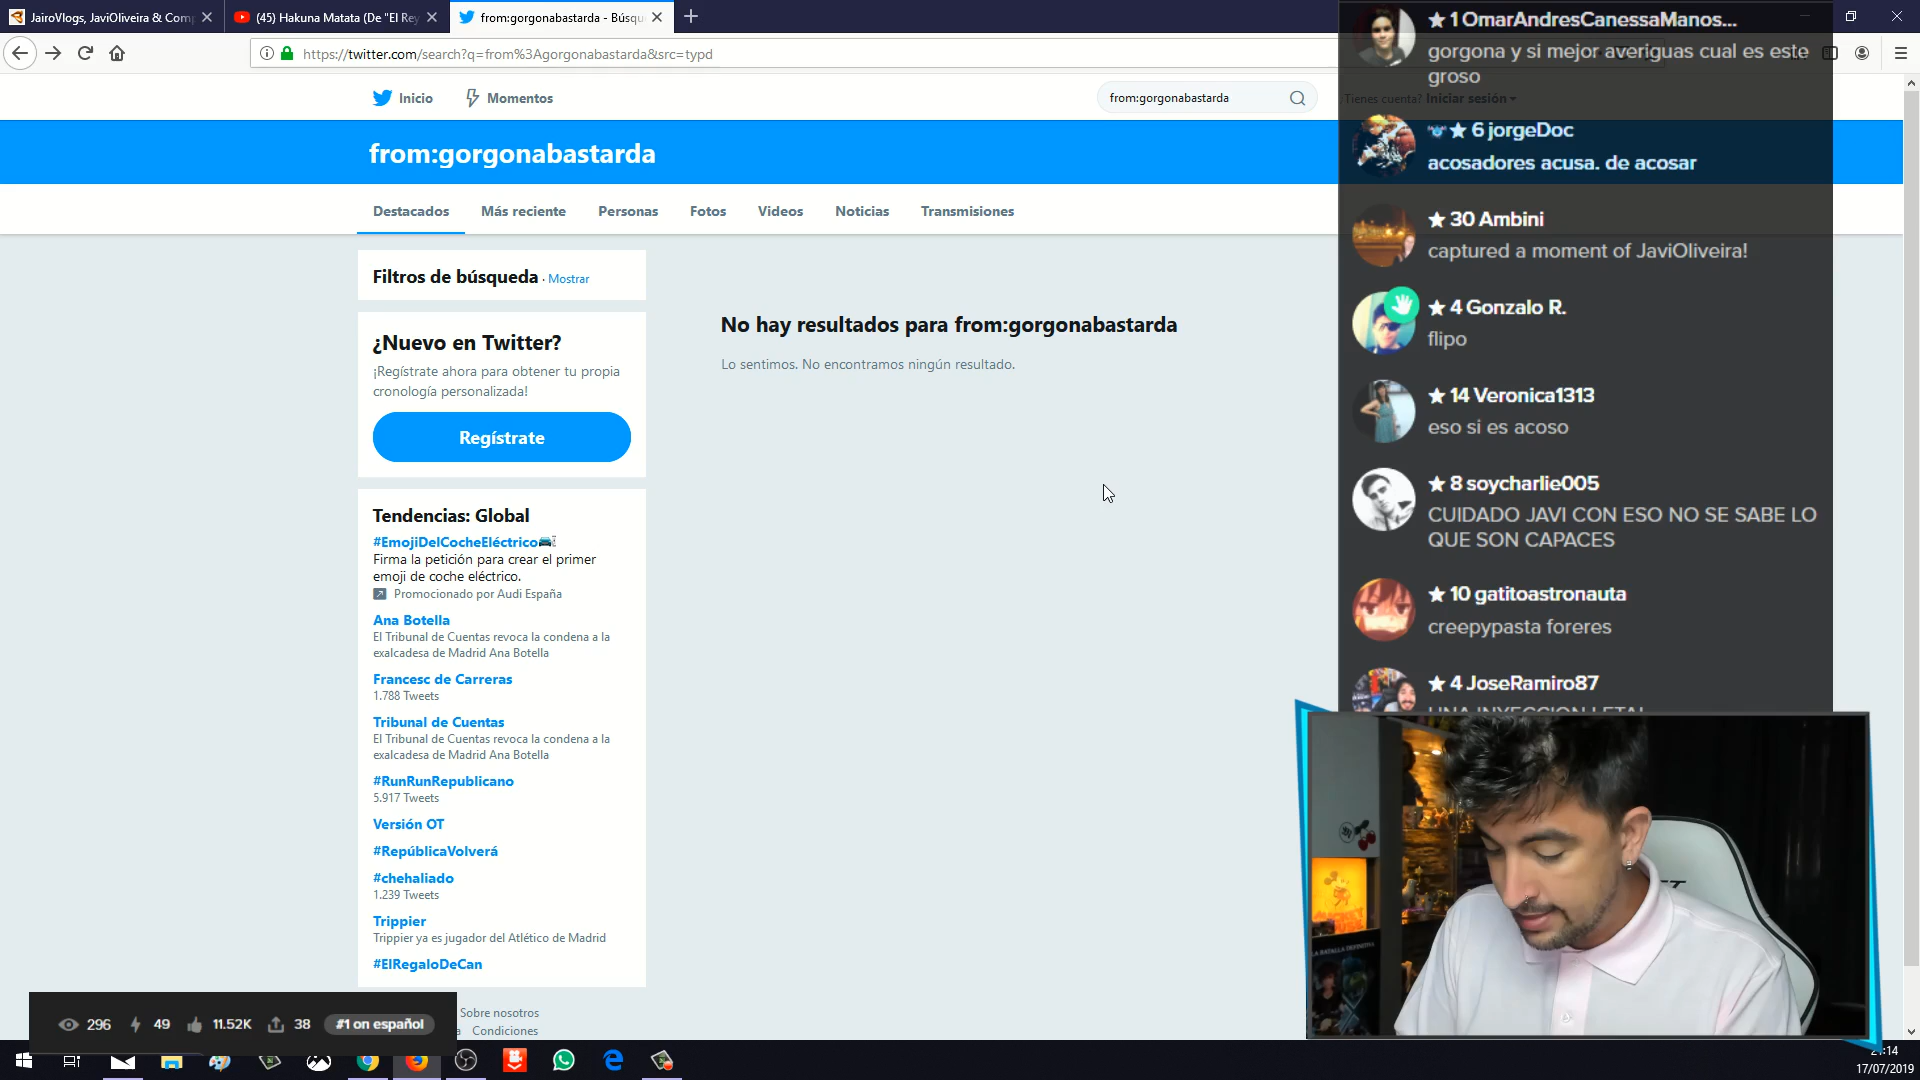 JairoVlogs, JaviOliveira & Comp
(45) Hakuna Matata (De "El Rey
from:gorgonabastarda - Búsqu
https://twitter.com/search?q=from%3Agorgonabastarda&src=typd
Inicio
Momentos
from:gorgonabastarda
Tienes cuenta? Iniciar sesión
from:gorgonabastarda
Destacados
Más reciente
Personas
Fotos
Videos
Noticias
Transmisiones
Filtros de búsqueda · Mostrar
¿Nuevo en Twitter?
¡Regístrate ahora para obtener tu propia
cronología personalizada!
Regístrate
Tendencias: Global
#EmojiDelCocheEléctrico
Firma la petición para crear el primer
emoji de coche eléctrico.
Promocionado por Audi España
Ana Botella
El Tribunal de Cuentas revoca la condena a la
exalcadesa de Madrid Ana Botella
Francesc de Carreras
1.788 Tweets
Tribunal de Cuentas
El Tribunal de Cuentas revoca la condena a la
exalcadesa de Madrid Ana Botella
#RunRunRepublicano
5.917 Tweets
Versión OT
#RepúblicaVolverá
#chehaliado
1.239 Tweets
Trippier
Trippier ya es jugador del Atlético de Madrid
#ElRegaloDeCan
Sobre nosotros
Condiciones
No hay resultados para from:gorgonabastarda
Lo sentimos. No encontramos ningún resultado.
★ 1 OmarAndresCanessaManos...
gorgona y si mejor averiguas cual es este
groso
★ 6 jorgeDoc
acosadores acusa. de acosar
★ 30 Ambini
captured a moment of JaviOliveira!
★ 4 Gonzalo R.
flipo
★ 14 Veronica1313
eso si es acoso
★ 8 soycharlie005
CUIDADO JAVI CON ESO NO SE SABE LO
QUE SON CAPACES
★ 10 gatitoastronauta
creepypasta foreres
★ 4 JoseRamiro87
UNA INYECCION LETAL
296
49
11.52K
38
#1 on español
LA BATALLA DEFINITIVA
21:14
17/07/2019